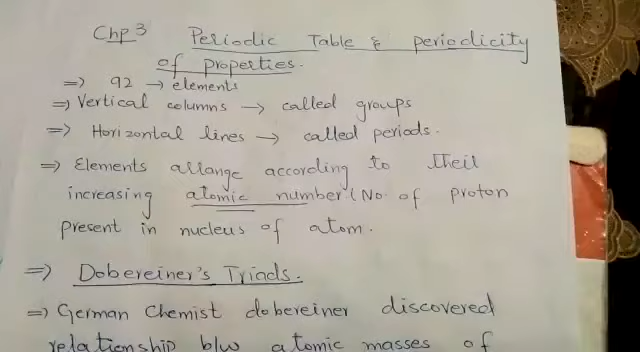 Chp 3 Periodic Table & periodicity
of properties.
=> 92 → elements
=> Vertical columns → called groups
=> Horizontal lines → called periods.
=> Elements arrange according to their
increasing atomic number (No. of proton
present in nucleus of atom.
=> Dobereiner's Triads.
=> German Chemist dobereiner discovered
relationship b/w atomic masses of